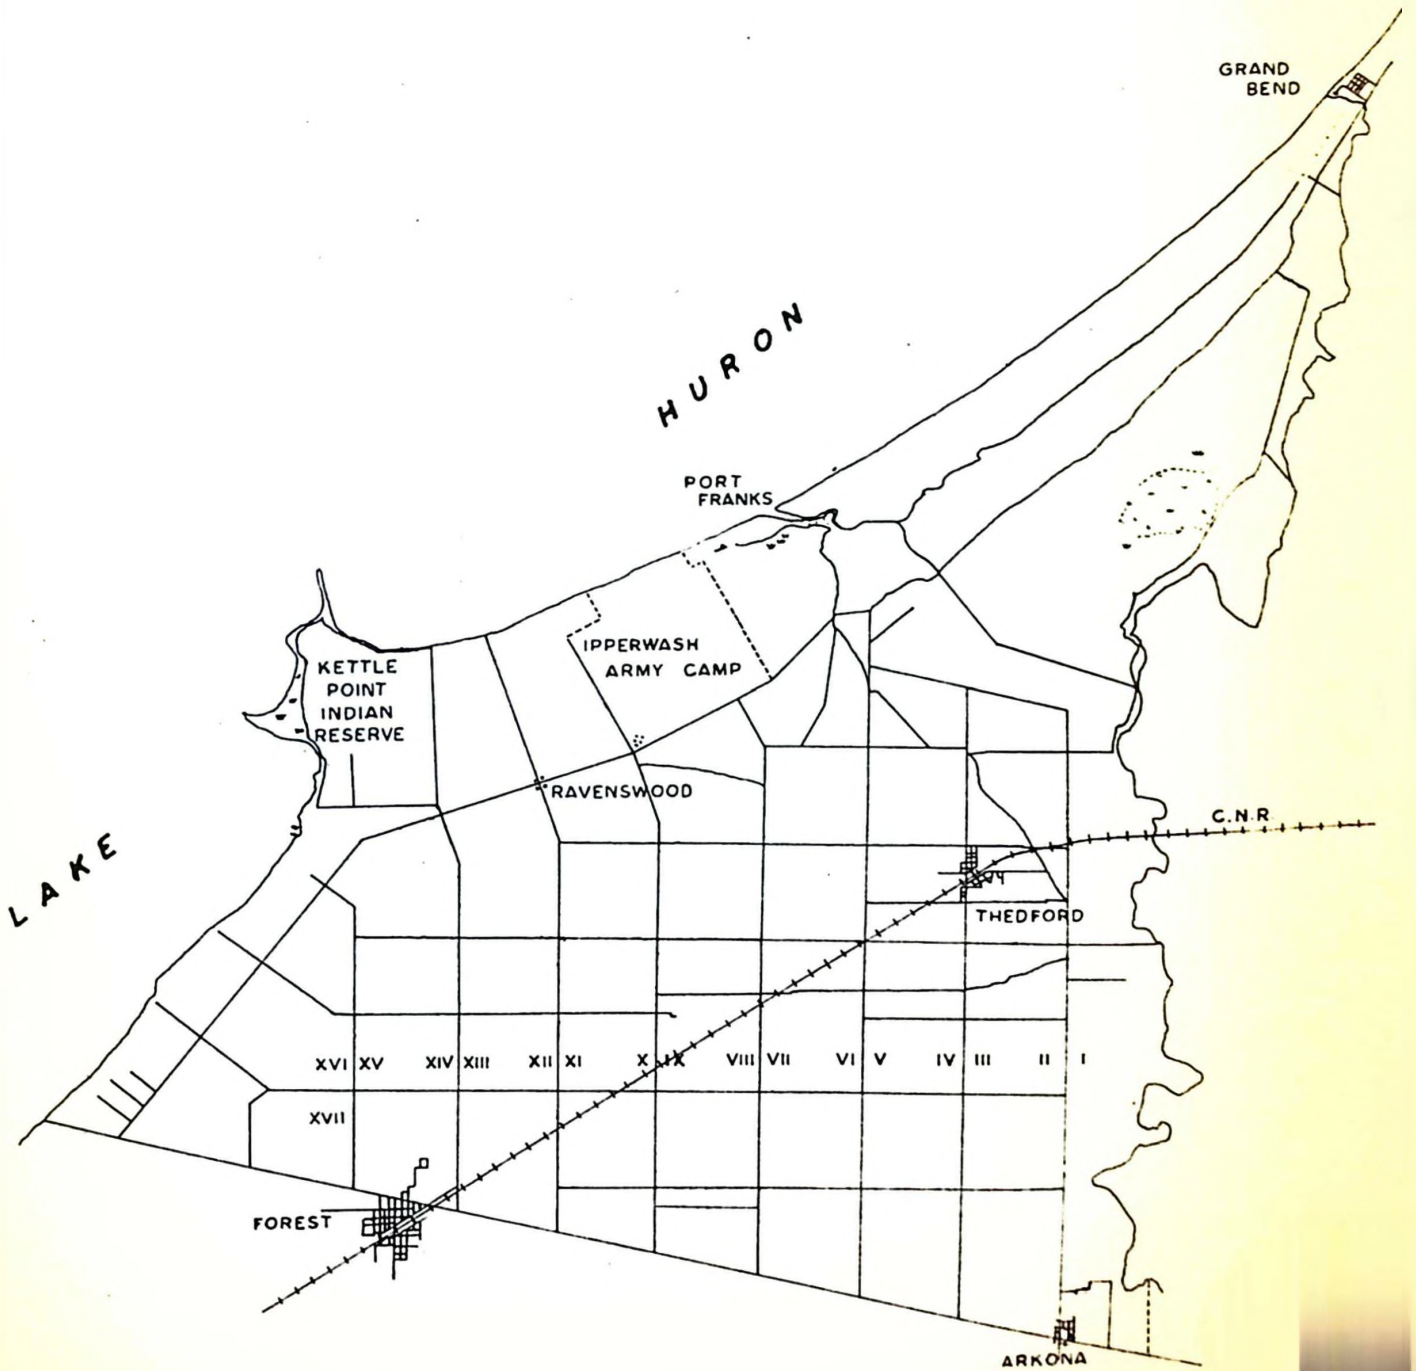 GRAND
BEND
HURON
PORT
FRANKS
IPPERWASH
ARMY CAMP
KETTLE
POINT
INDIAN
RESERVE
RAVENSWOOD
C.N.R.
LAKE
THEDFORD
XVI XV XIV XIII XII XI X IX VIII VII VI V IV III II I
XVII
FOREST
ARKONA